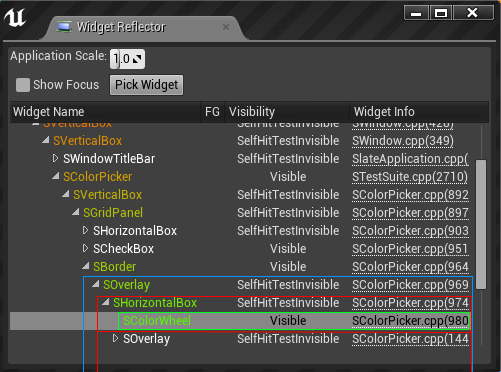 Widget Reflector
Application Scale: 1.0
Show Focus Pick Widget
Widget Name FG Visibility Widget Info
SVerticalBox SelfHitTestInvisible SWindow.cpp(426)
SVerticalBox SelfHitTestInvisible SWindow.cpp(349)
SWindowTitleBar SelfHitTestInvisible SlateApplication.cpp(
SColorPicker Visible STestSuite.cpp(2710)
SVerticalBox SelfHitTestInvisible SColorPicker.cpp(892
SGridPanel SelfHitTestInvisible SColorPicker.cpp(897
SHorizontalBox SelfHitTestInvisible SColorPicker.cpp(903
SCheckBox Visible SColorPicker.cpp(951
SBorder Visible SColorPicker.cpp(964
SOverlay SelfHitTestInvisible SColorPicker.cpp(969
SHorizontalBox SelfHitTestInvisible SColorPicker.cpp(974
SColorWheel Visible SColorPicker.cpp(980
SOverlay SelfHitTestInvisible SColorPicker.cpp(144